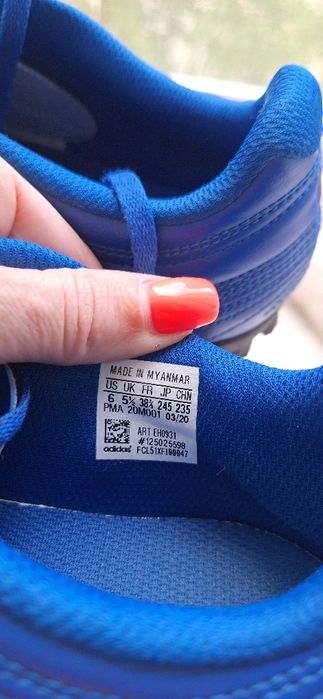 MADE IN MYANMAR
US UK FR JP CHN
6 5½ 38⅔ 245 235
PMA 20M001 03/20
ART EH0931
#125025598
adidas FCL51XF199947